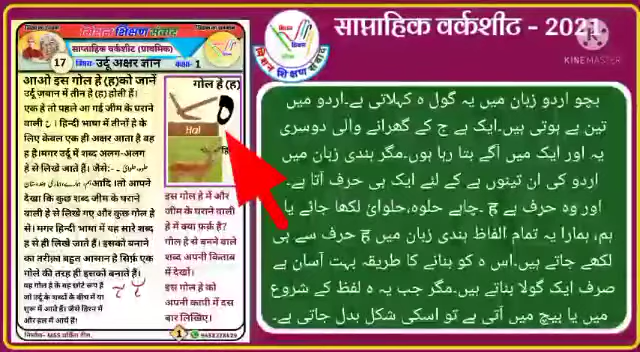 साप्ताहिक वर्कशीट - 2021
KINEMASTER
मिशन शिक्षण संवाद
मिशन शिक्षण संवाद
साप्ताहिक वर्कशीट (प्राथमिक)
17
विषय- उर्दू अक्षर ज्ञान
कक्षा- 1
आओ इस गोल हे (ह)को जानें
उर्दू ज़बान में तीन हे (ह) होती हैं।
एक हे तो पहले आ गई जीम के घराने
वाली ح । हिन्दी भाषा में तीनों हे के
लिए केवल एक ही अक्षर आता है वह
ह है।मगर उर्दू में शब्द अलग-अलग
हे से लिखे जाते हैं। जैसे:-
आदि ।तो आपने
देखा कि कुछ शब्द जीम के घराने
वाली हे से लिखे गए और कुछ गोल हे
से। मगर हिन्दी भाषा में यह सारे शब्द
ह से ही लिखे जाते हैं। इसको बनाने
का तरीक़ा बहुत आसान है सिर्फ़ एक
गोले की तरह ही इसको बनाते हैं।
गोल हे (ह)
Hal
इस गोल हे में और
जीम के घराने वाली
हे में क्या फ़र्क है?
गोल हे से बनने वाले
शब्द अपनी किताब
में देखो।
इस गोल हे को
अपनी कापी में दस
बार लिखिए।
1
بچو اردو زبان میں یہ گول ہ کہلاتی ہے۔اردو میں
تین ہے ہوتی ہیں۔ایک ہے ج کے گھرانے والی دوسری
یہ اور ایک میں آگے بتا رہا ہوں۔مگر ہندی زبان میں
اردو کی ان تینوں ہے کے لئے ایک ہی حرف آتا ہے۔
اور وہ حرف ہے ह ۔چاہے حلوہ،حلوائ لکھا جائے یا
ہم، ہمارا یہ تمام الفاظ ہندی زبان میں ह حرف سے ہی
لکھے جاتے ہیں۔اس ہ کو بنانے کا طریقہ بہت آسان ہے
صرف ایک گولا بناتے ہیں۔مگر جب یہ ہ لفظ کے شروع
میں یا بیچ میں آتی ہے تو اسکی شکل بدل جاتی ہے۔